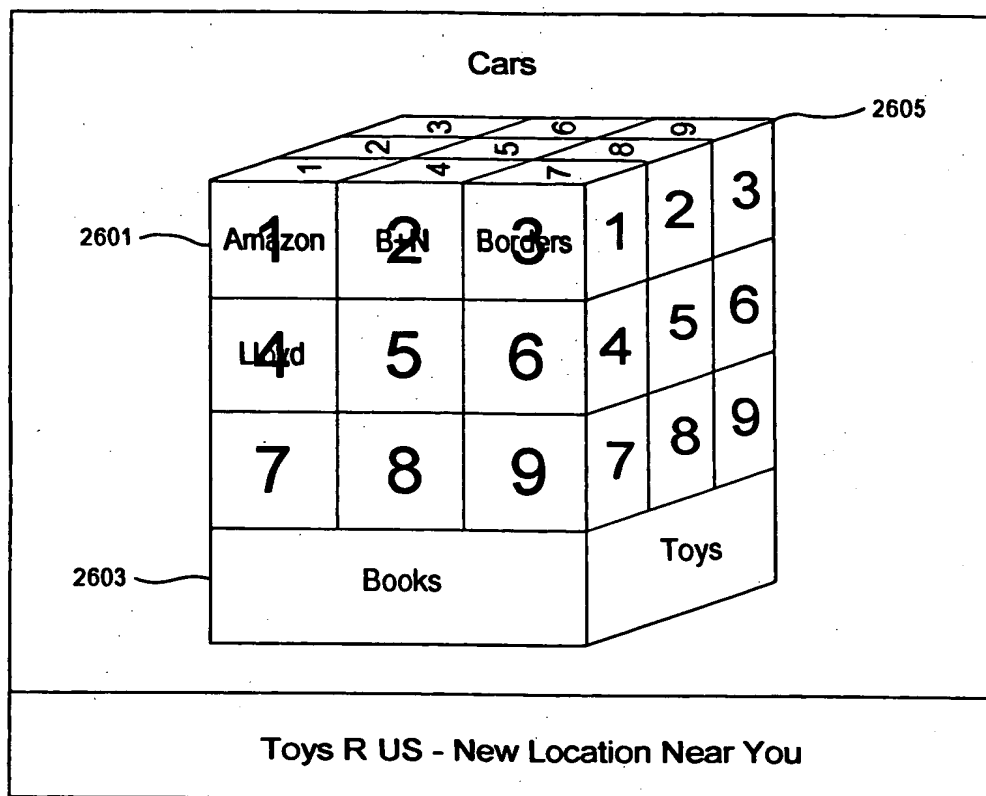 Cars
2605
3 6 9
2 5 8
1 4 7
2601
Amazon 1 B+N 2 Borders 3
1 2 3
Lloyd 4 5 6
4 5 6
7 8 9
7 8 9
2603
Books
Toys
Toys R US - New Location Near You